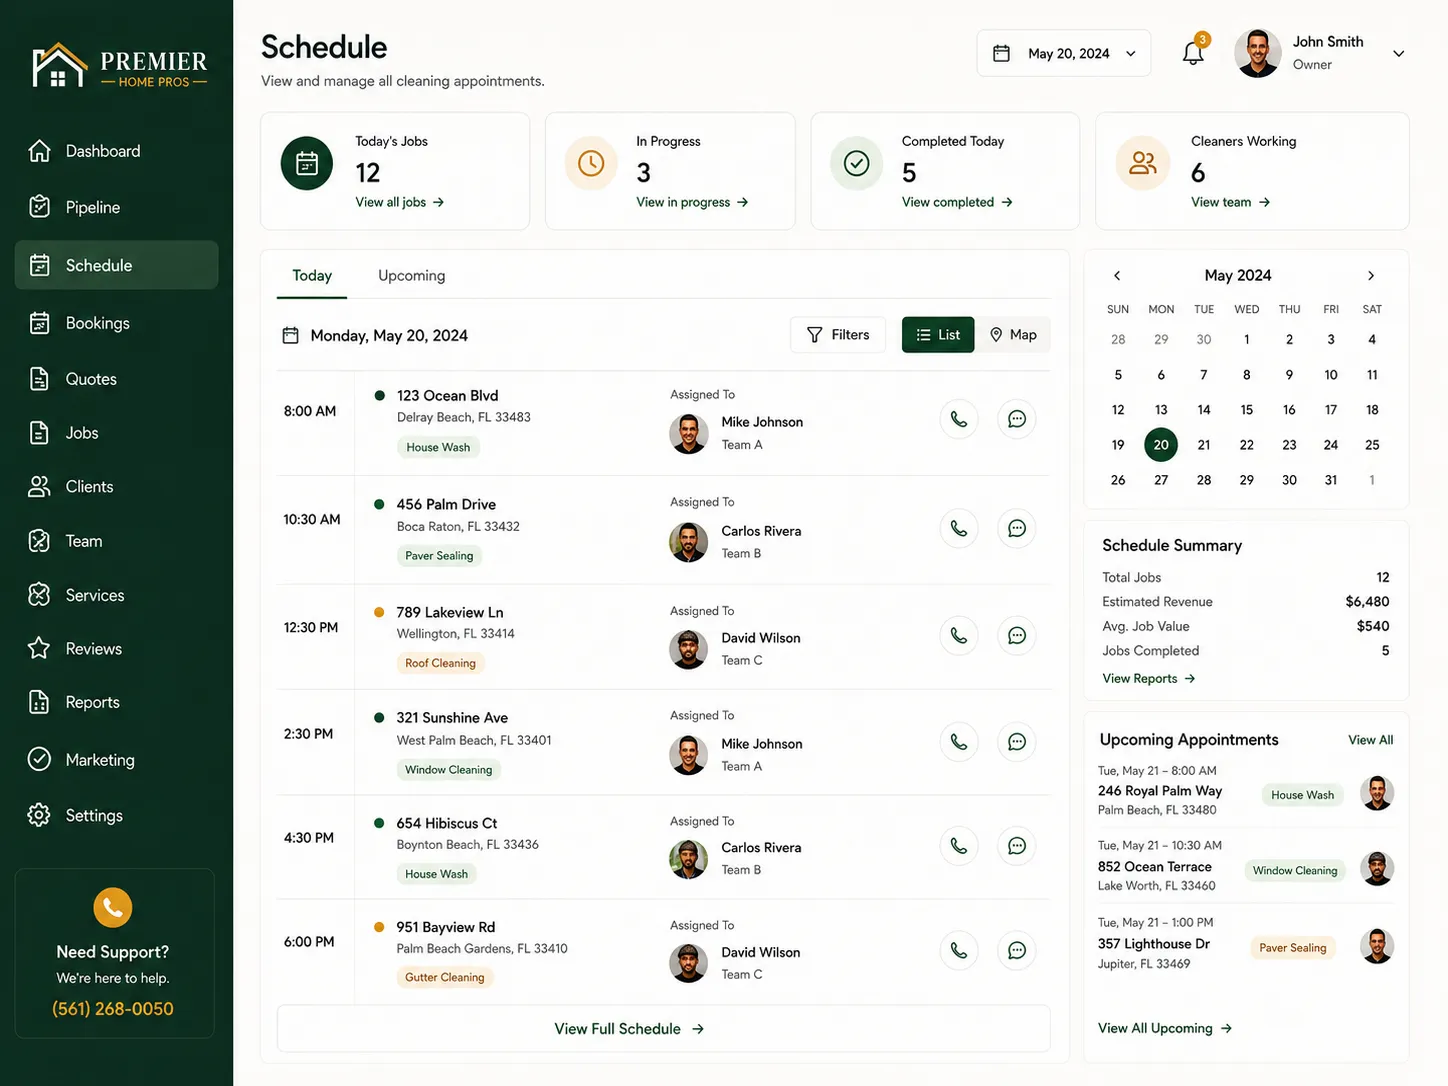 PREMIER
HOME PROS
Dashboard
Pipeline
Schedule
Bookings
Quotes
Jobs
Clients
Team
Services
Reviews
Reports
Marketing
Settings
Need Support?
We're here to help.
(561) 268-0050
Schedule
View and manage all cleaning appointments.
May 20, 2024
3
John Smith
Owner
Today's Jobs
12
View all jobs →
In Progress
3
View in progress →
Completed Today
5
View completed →
Cleaners Working
6
View team →
Today Upcoming
Monday, May 20, 2024
Filters
List
Map
8:00 AM
123 Ocean Blvd
Delray Beach, FL 33483
House Wash
Assigned To
Mike Johnson
Team A
10:30 AM
456 Palm Drive
Boca Raton, FL 33432
Paver Sealing
Assigned To
Carlos Rivera
Team B
12:30 PM
789 Lakeview Ln
Wellington, FL 33414
Roof Cleaning
Assigned To
David Wilson
Team C
2:30 PM
321 Sunshine Ave
West Palm Beach, FL 33401
Window Cleaning
Assigned To
Mike Johnson
Team A
4:30 PM
654 Hibiscus Ct
Boynton Beach, FL 33436
House Wash
Assigned To
Carlos Rivera
Team B
6:00 PM
951 Bayview Rd
Palm Beach Gardens, FL 33410
Gutter Cleaning
Assigned To
David Wilson
Team C
View Full Schedule →
May 2024
SUN MON TUE WED THU FRI SAT
28 29 30 1 2 3 4
5 6 7 8 9 10 11
12 13 14 15 16 17 18
19 20 21 22 23 24 25
26 27 28 29 30 31 1
Schedule Summary
Total Jobs 12
Estimated Revenue $6,480
Avg. Job Value $540
Jobs Completed 5
View Reports →
Upcoming Appointments View All
Tue, May 21 – 8:00 AM
246 Royal Palm Way
Palm Beach, FL 33480
House Wash
Tue, May 21 – 10:30 AM
852 Ocean Terrace
Lake Worth, FL 33460
Window Cleaning
Tue, May 21 – 1:00 PM
357 Lighthouse Dr
Jupiter, FL 33469
Paver Sealing
View All Upcoming →